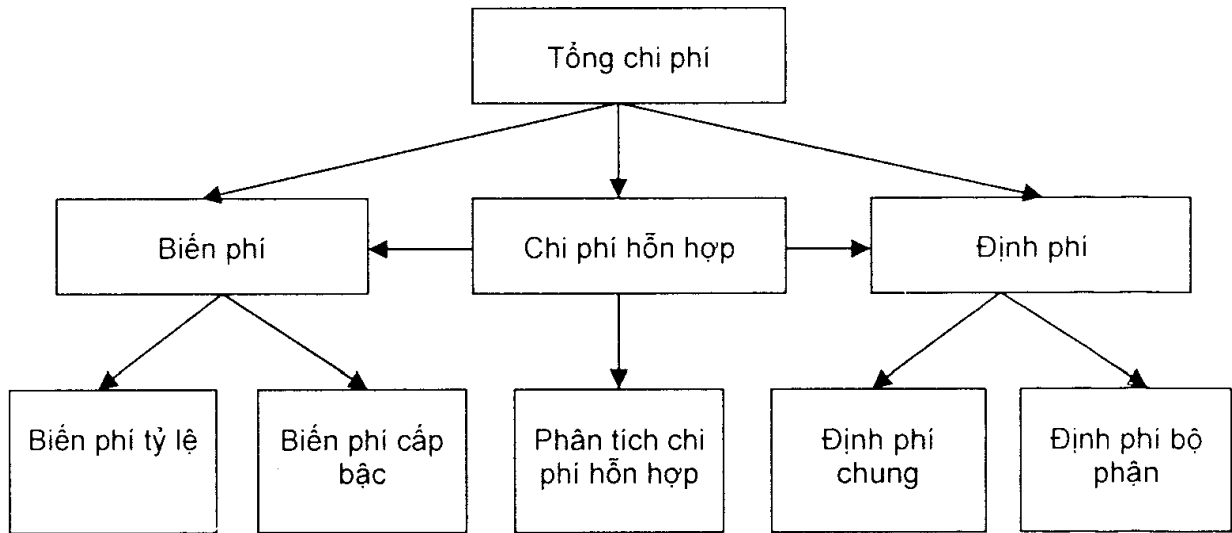 Tổng chi phí
Biến phí
Chi phí hỗn hợp
Định phí
Biến phí tỷ lệ
Biến phí cấp
bậc
Phân tích chi
phí hỗn hợp
Định phí
chung
Định phí bộ
phận